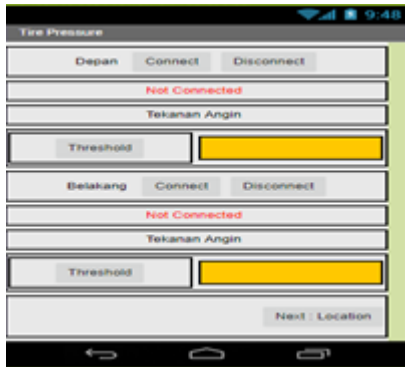 9:48
Tire Pressure
Depan Connect Disconnect
Not Connected
Tekanan Angin
Threshold
Belakang Connect Disconnect
Not Connected
Tekanan Angin
Threshold
Next : Location